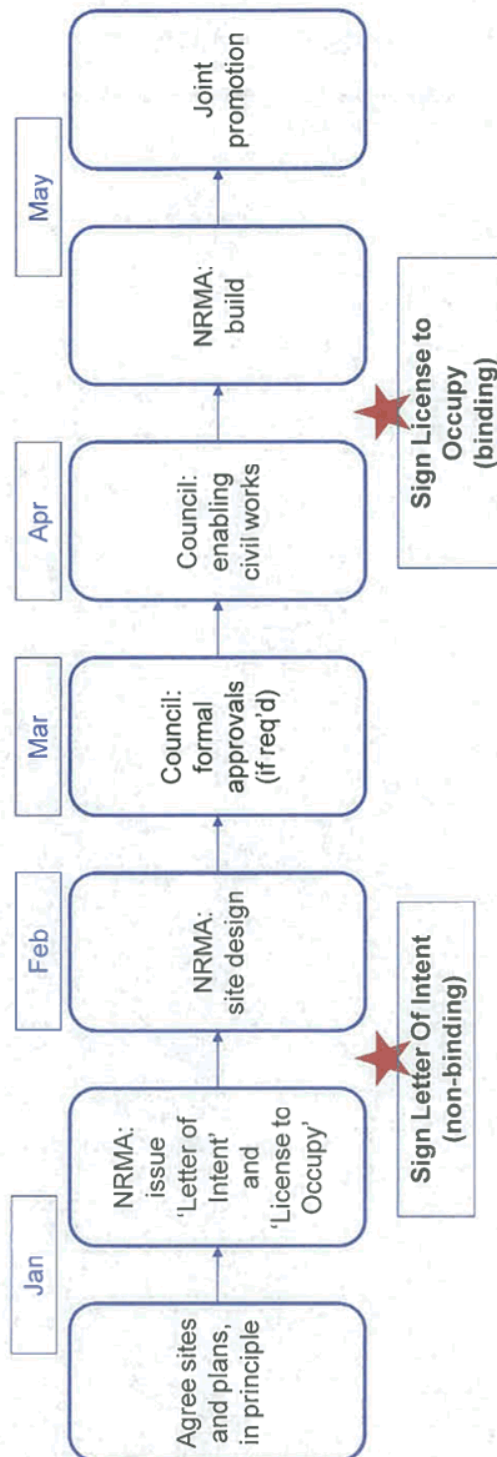 Jan
Feb
Mar
Apr
May
Agree sites
and plans,
in principle
NRMA:
issue
‘Letter of
Intent’
and
‘License to
Occupy’
NRMA:
site design
Council:
formal
approvals
(if req’d)
Council:
enabling
civil works
NRMA:
build
Joint
promotion
Sign Letter Of Intent
(non-binding)
Sign License to
Occupy
(binding)